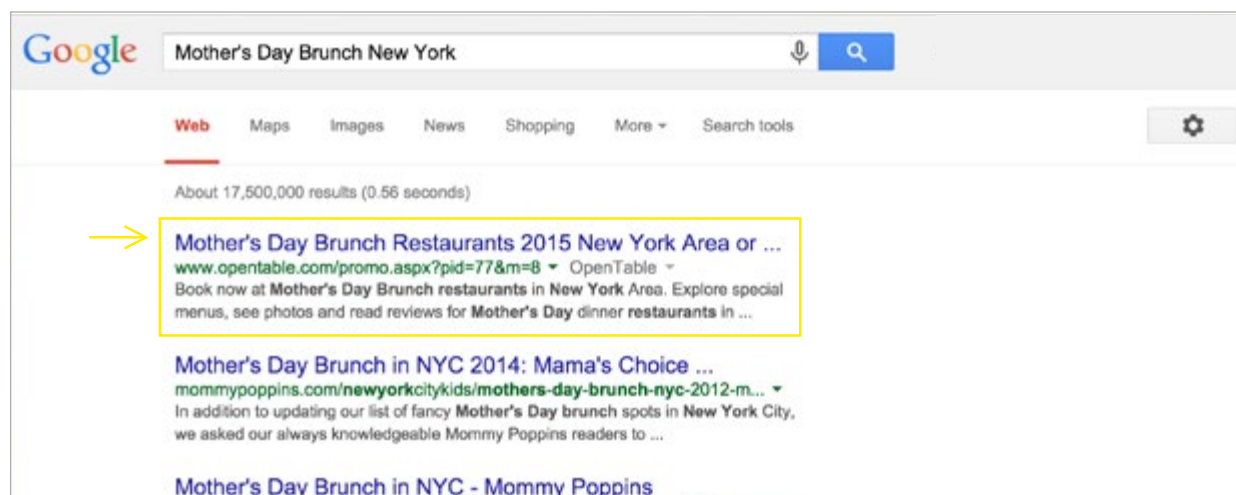 Google Mother's Day Brunch New York
Web Maps Images News Shopping More Search tools
About 17,500,000 results (0.56 seconds)
Mother's Day Brunch Restaurants 2015 New York Area or ...
www.opentable.com/promo.aspx?pid=77&m=8 OpenTable
Book now at Mother's Day Brunch restaurants in New York Area. Explore special
menus, see photos and read reviews for Mother's Day dinner restaurants in ...
Mother's Day Brunch in NYC 2014: Mama's Choice ...
mommypoppins.com/newyorkcitykids/mothers-day-brunch-nyc-2012-m...
In addition to updating our list of fancy Mother's Day brunch spots in New York City,
we asked our always knowledgeable Mommy Poppins readers to ...
Mother's Day Brunch in NYC - Mommy Poppins